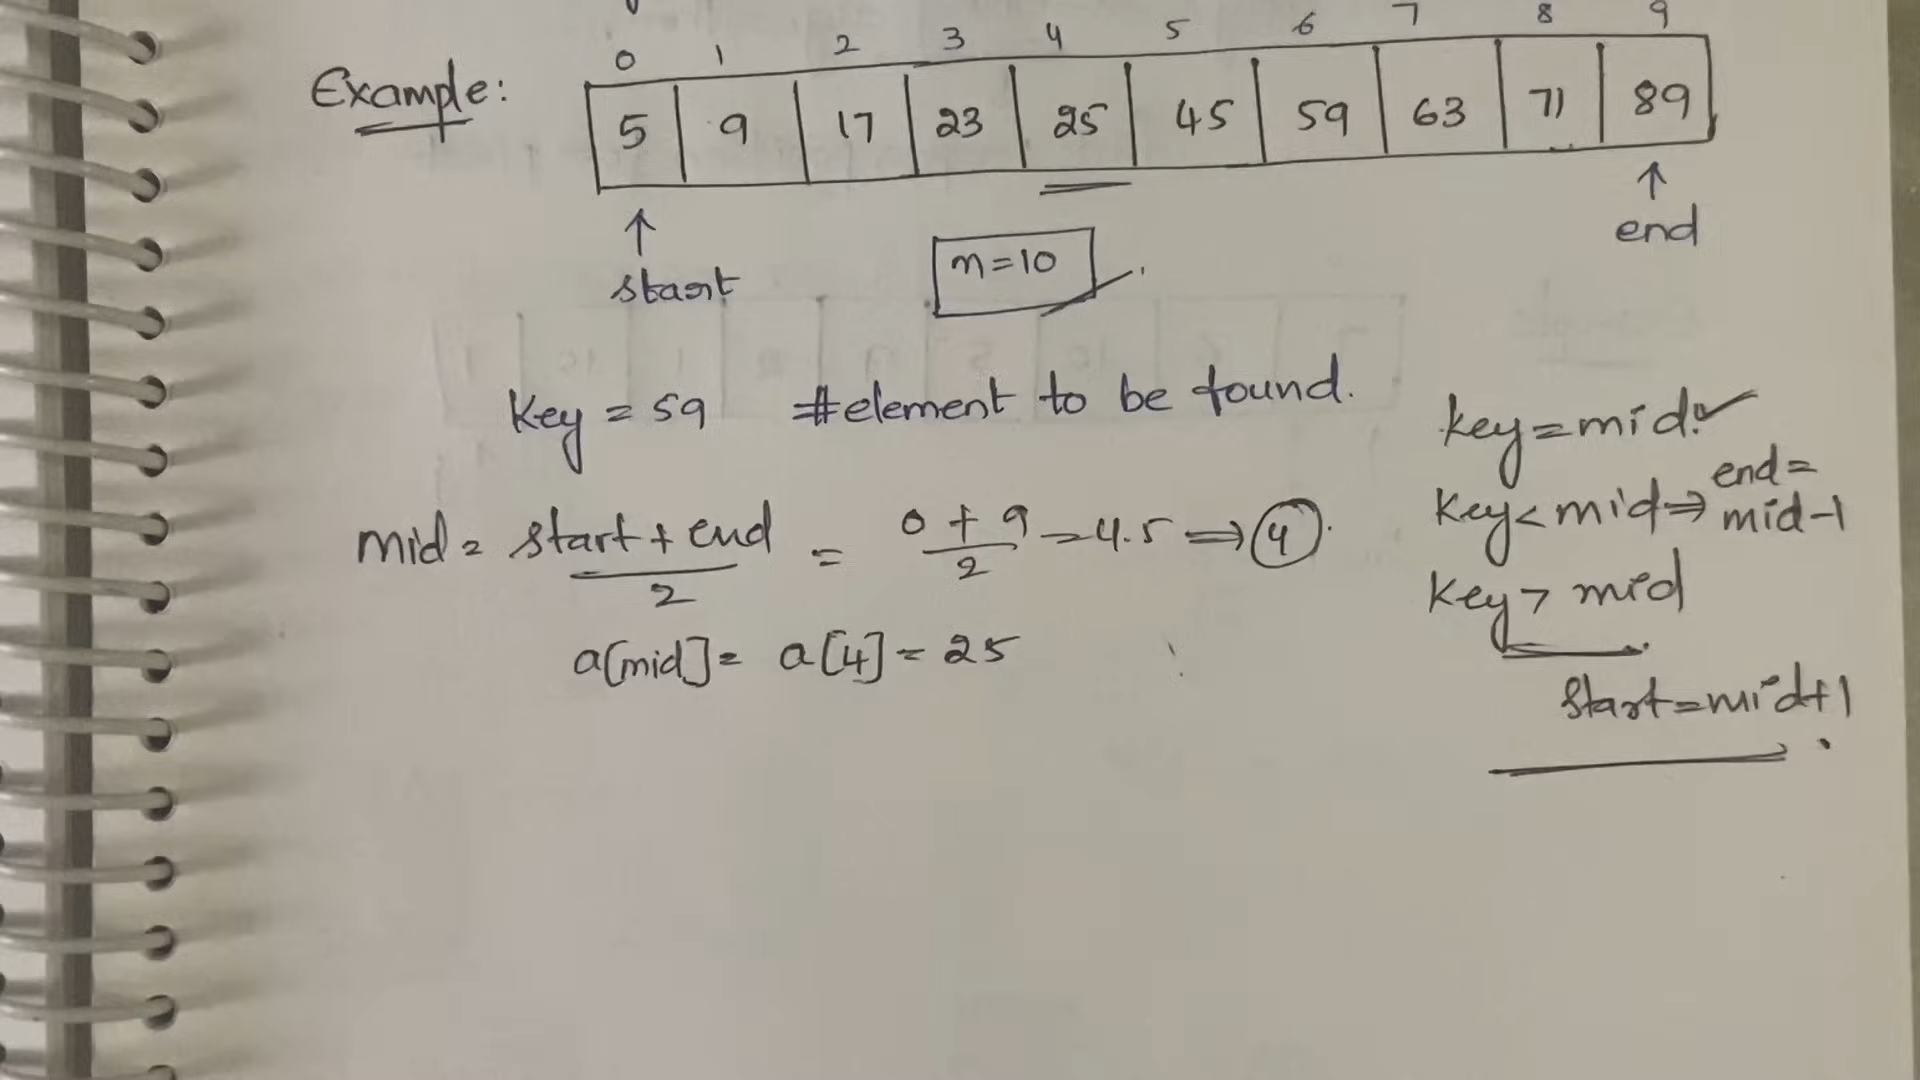 0 1 2 3 4 5 6 7 8 9
Example: 5 9 17 23 25 45 59 63 71 89
↑ start ↑ end
n=10
Key = 59 #element to be found.
mid = start + end / 2 = 0 + 9 / 2 = 4.5 ⇒ 4
a[mid] = a[4] = 25
key=mid. ✓
key<mid ⇒ end = mid-1
key > mid
start=mid+1